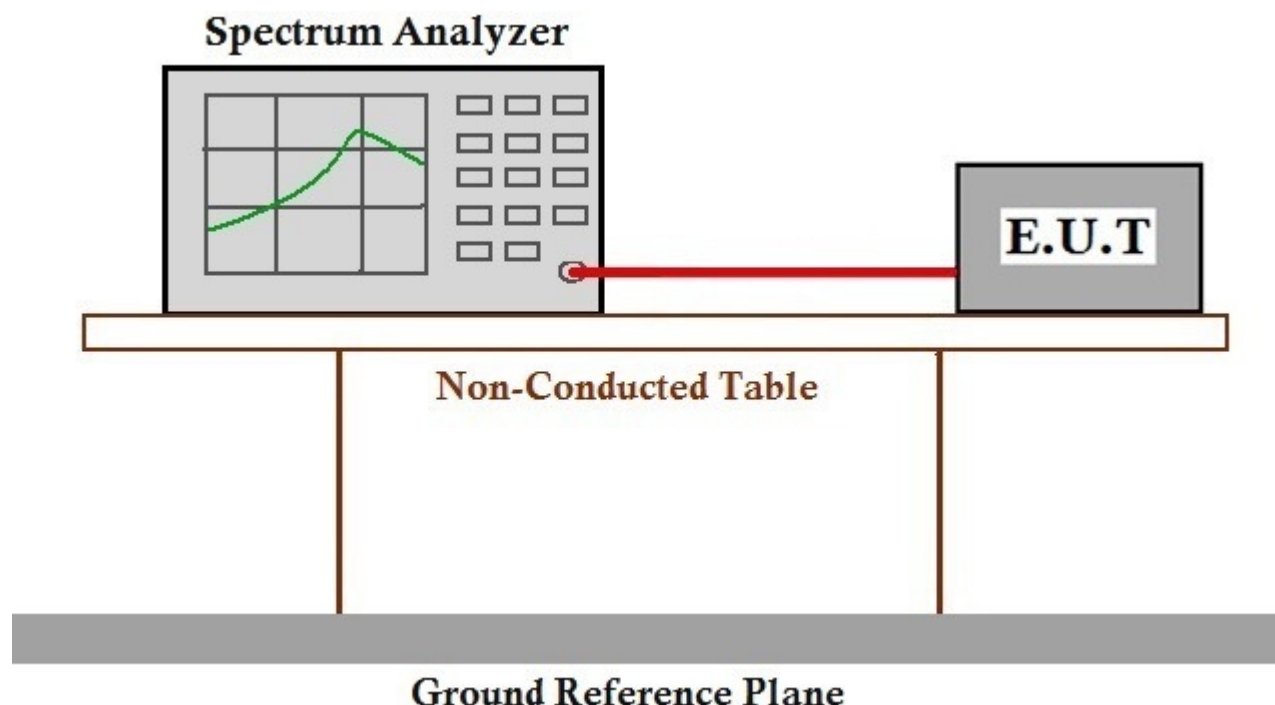 Spectrum Analyzer
E.U.T
Non-Conducted Table
Ground Reference Plane